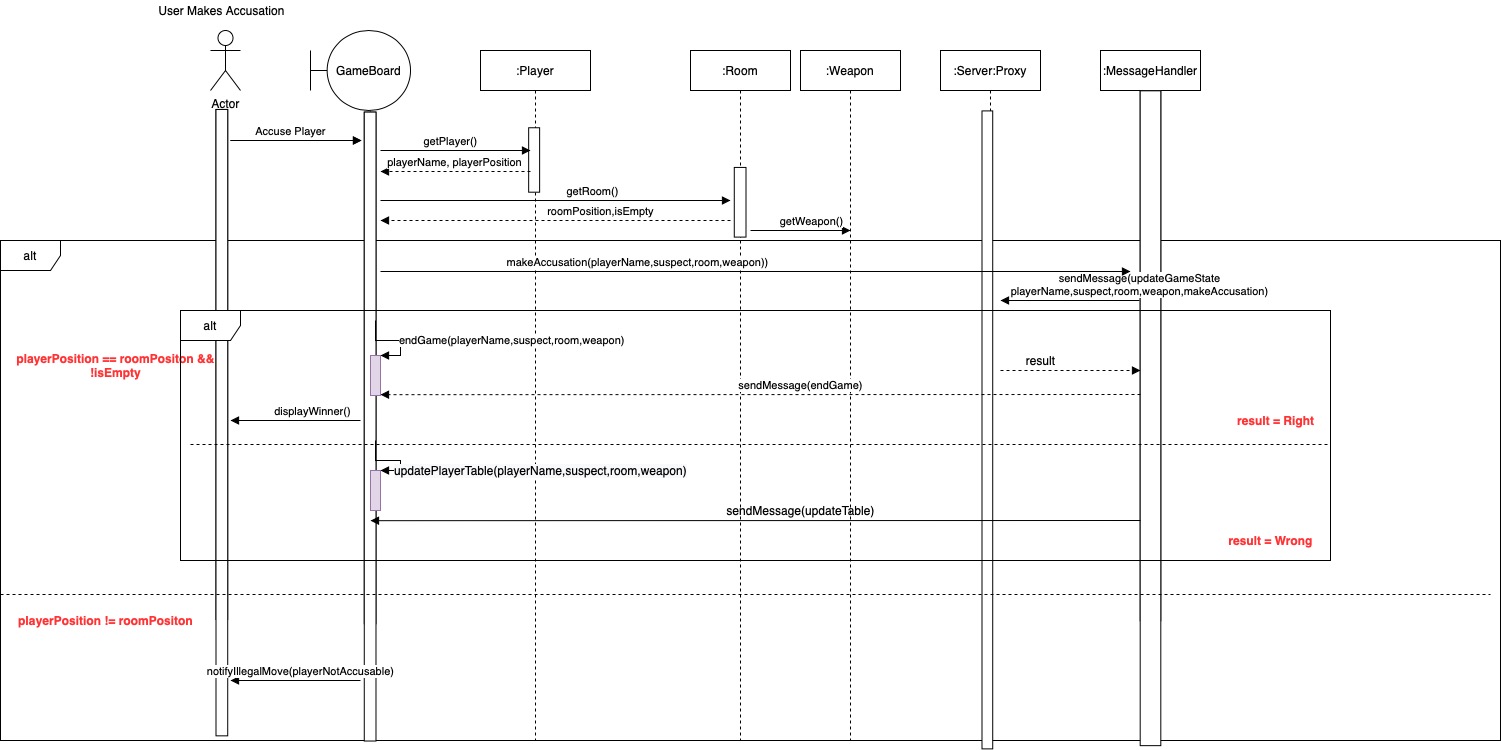 User Makes Accusation
Actor
GameBoard
:Player
:Room
:Weapon
:Server:Proxy
:MessageHandler
Accuse Player
getPlayer()
playerName, playerPosition
getRoom()
roomPosition,isEmpty
getWeapon()
alt
makeAccusation(playerName,suspect,room,weapon))
sendMessage(updateGameState
playerName,suspect,room,weapon,makeAccusation)
alt
endGame(playerName,suspect,room,weapon)
playerPosition == roomPositon &&
!isEmpty
result
sendMessage(endGame)
displayWinner()
result = Right
updatePlayerTable(playerName,suspect,room,weapon)
sendMessage(updateTable)
result = Wrong
playerPosition != roomPositon
notifyIllegalMove(playerNotAccusable)